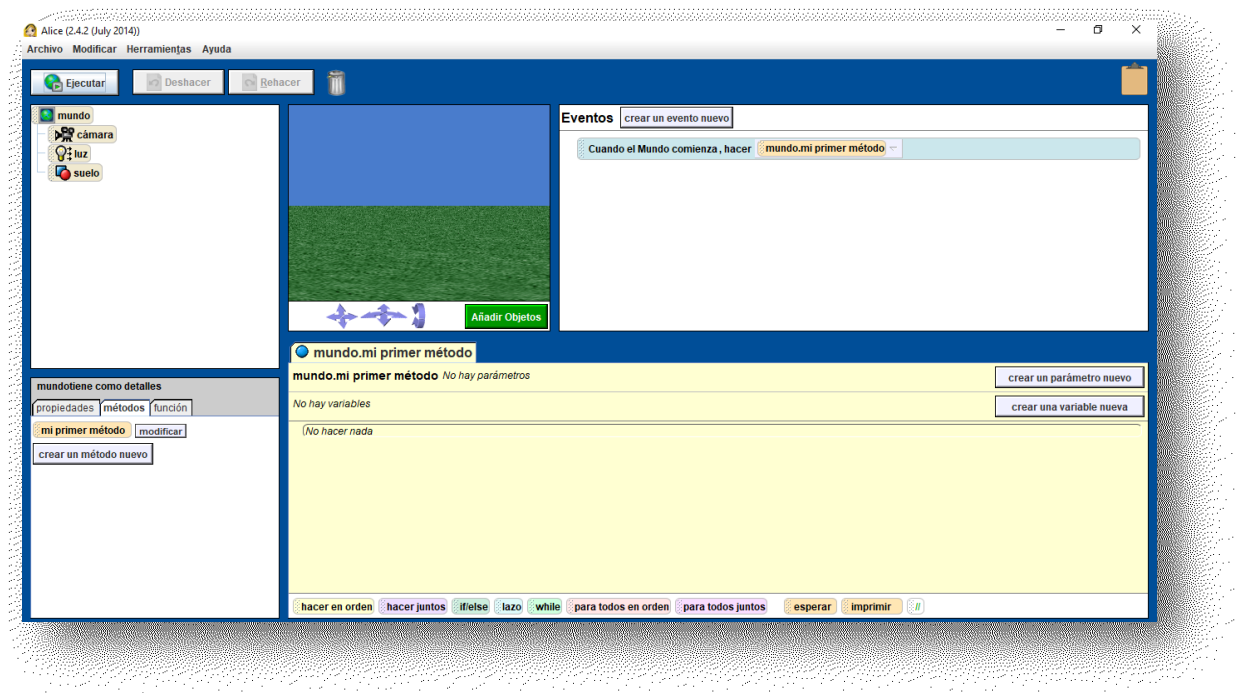 Alice (2.4.2 (July 2014))
Archivo Modificar Herramientas Ayuda
Ejecutar Deshacer Rehacer
mundo
cámara
luz
suelo
Añadir Objetos
Eventos crear un evento nuevo
Cuando el Mundo comienza , hacer mundo.mi primer método
mundotiene como detalles
propiedades métodos función
mi primer método modificar
crear un método nuevo
mundo.mi primer método
mundo.mi primer método No hay parámetros crear un parámetro nuevo
No hay variables crear una variable nueva
(No hacer nada
hacer en orden hacer juntos if/else lazo while para todos en orden para todos juntos esperar imprimir //